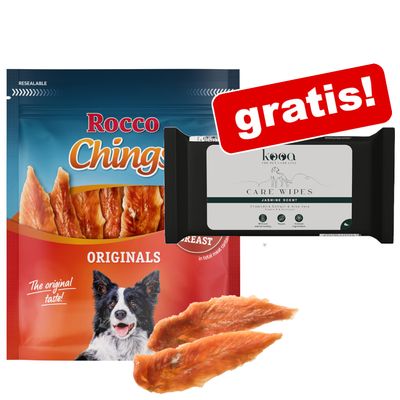 RESEALABLE
Rocco
Chings
ORIGINALS
BREAST
The original
taste!
gratis!
kooa
CARE WIPES
JASMINE SCENT